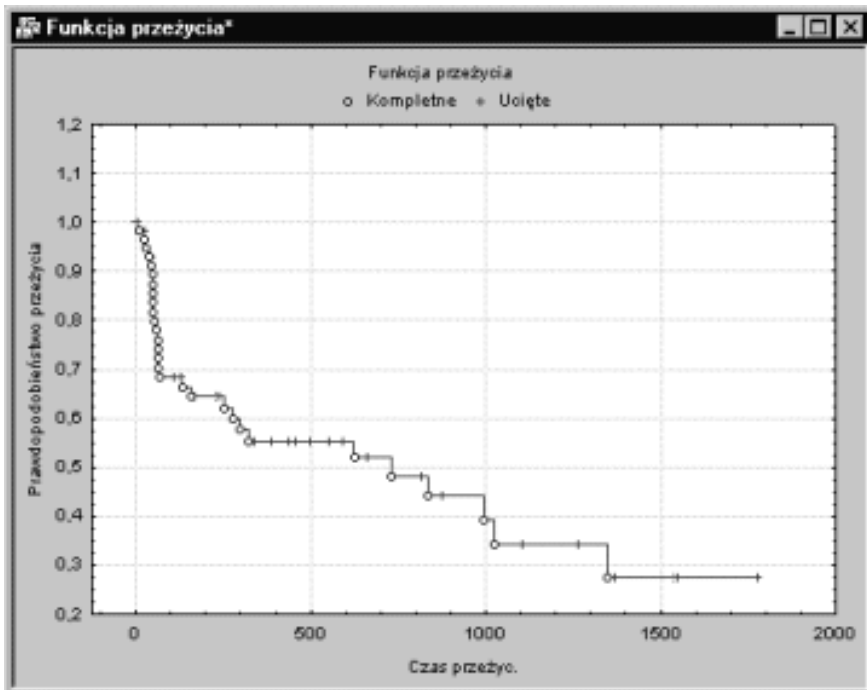 Funkcja przeżycia*
Funkcja przeżycia
Kompletne Ucięte
Prawdopodobieństwo przeżycia
1,2
1,1
1,0
0,9
0,8
0,7
0,6
0,5
0,4
0,3
0,2
0 500 1000 1500 2000
Czas przeżyc.